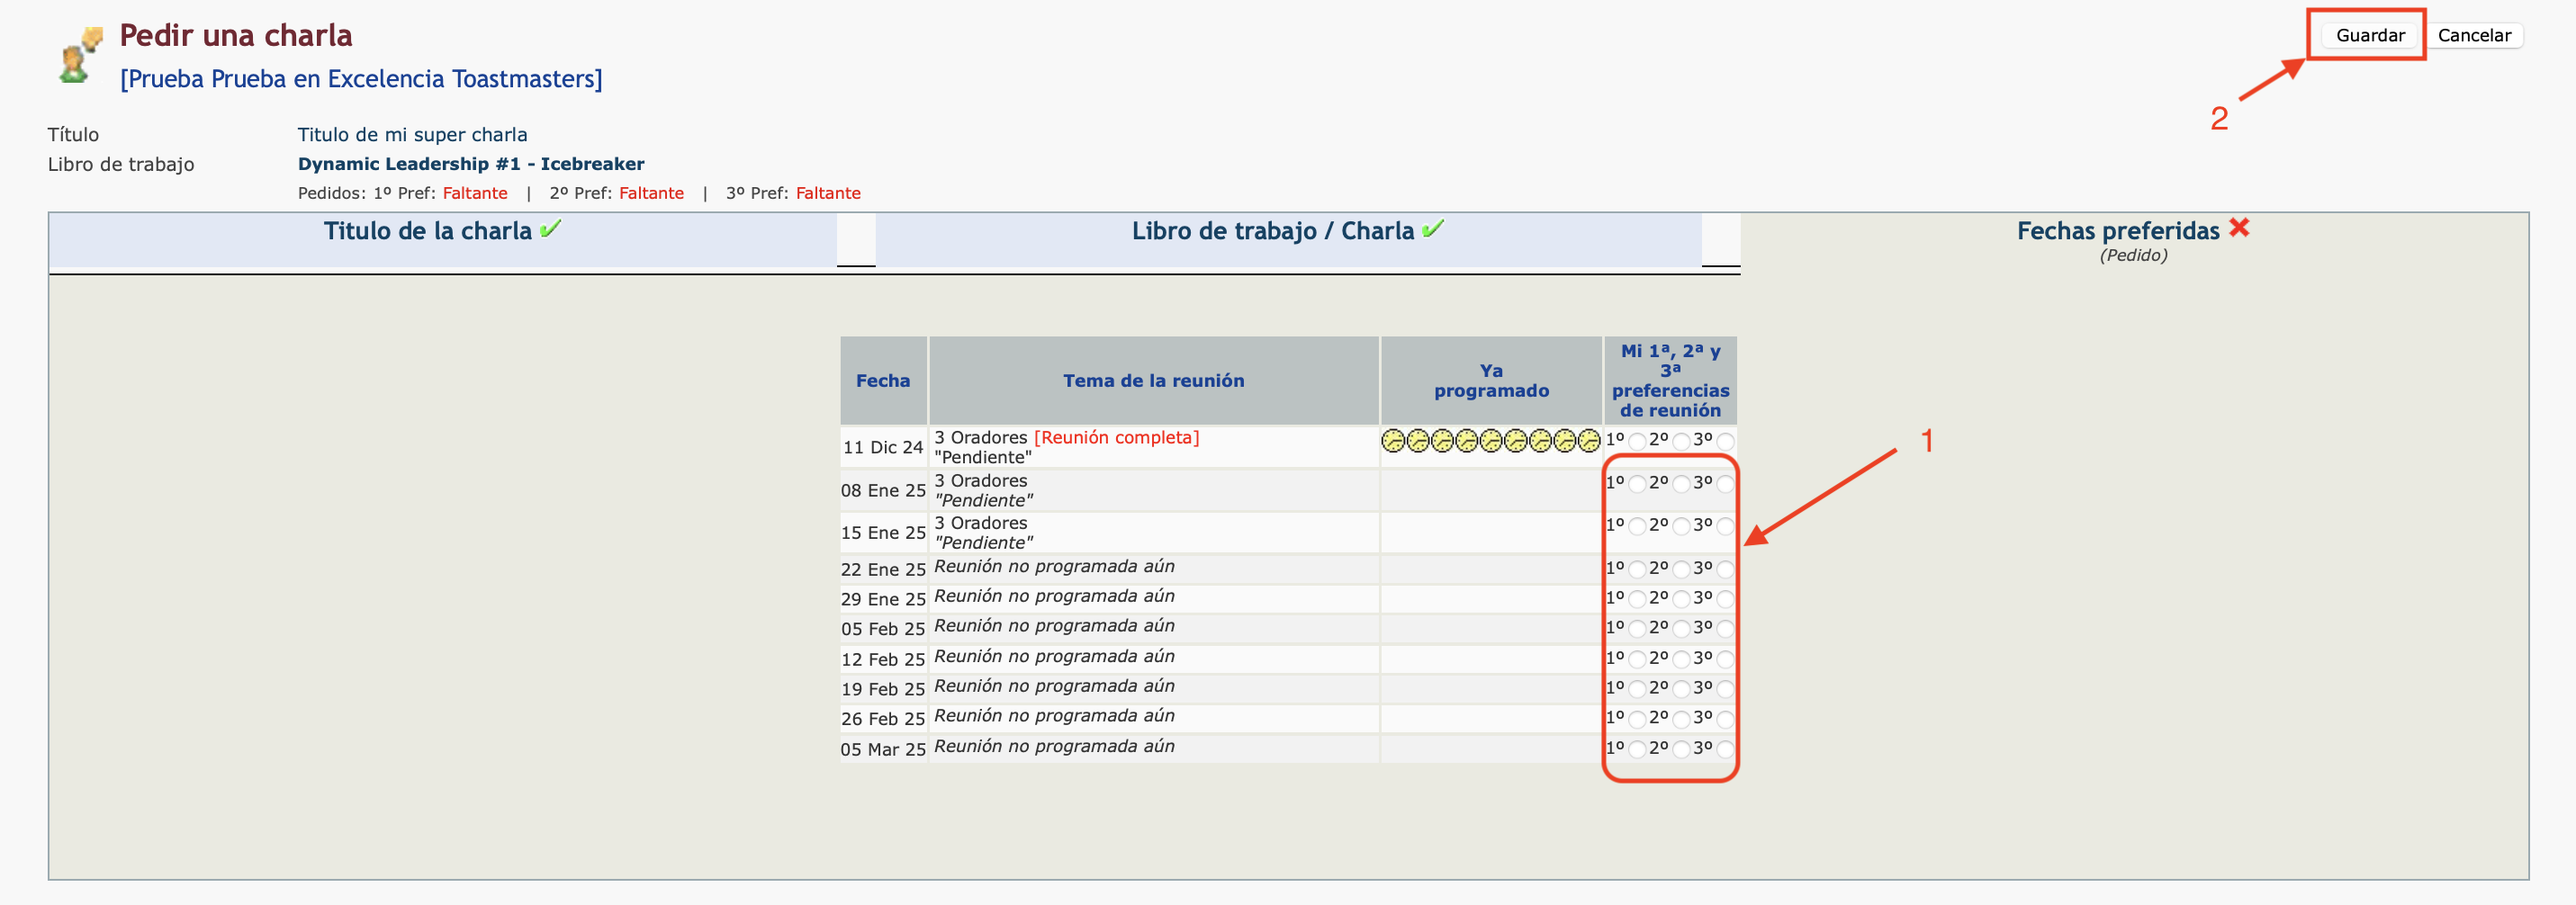 Pedir una charla
[Prueba Prueba en Excelencia Toastmasters]
Guardar
Cancelar
2
Título Titulo de mi super charla
Libro de trabajo Dynamic Leadership #1 - Icebreaker
Pedidos: 1º Pref: Faltante | 2º Pref: Faltante | 3º Pref: Faltante
Titulo de la charla
Libro de trabajo / Charla
Fechas preferidas
(Pedido)
Fecha
Tema de la reunión
Ya
programado
Mi 1ª, 2ª y
3ª
preferencias
de reunión
1
11 Dic 24
3 Oradores [Reunión completa]
"Pendiente"
1º 2º 3º
08 Ene 25
3 Oradores
"Pendiente"
1º 2º 3º
15 Ene 25
3 Oradores
"Pendiente"
1º 2º 3º
22 Ene 25 Reunión no programada aún 1º 2º 3º
29 Ene 25 Reunión no programada aún 1º 2º 3º
05 Feb 25 Reunión no programada aún 1º 2º 3º
12 Feb 25 Reunión no programada aún 1º 2º 3º
19 Feb 25 Reunión no programada aún 1º 2º 3º
26 Feb 25 Reunión no programada aún 1º 2º 3º
05 Mar 25 Reunión no programada aún 1º 2º 3º